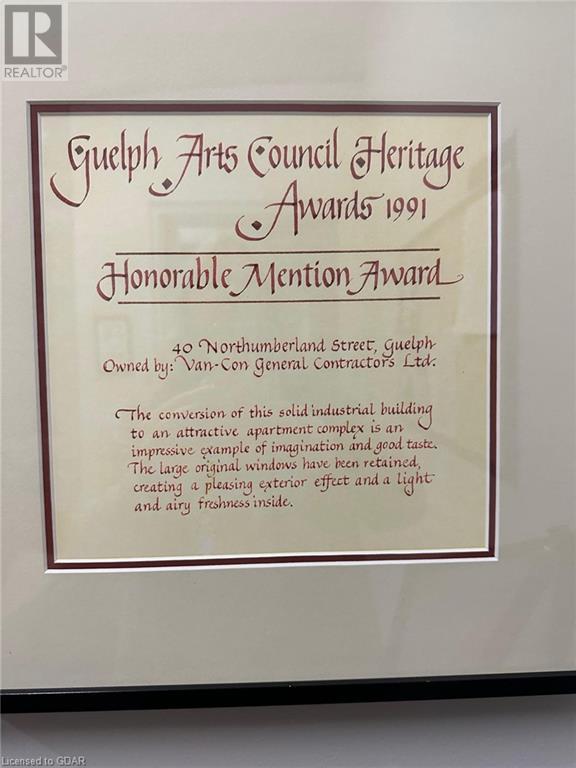 R
REALTOR®
Guelph Arts Council Heritage
Awards 1991
Honorable Mention Award
40 Northumberland Street, Guelph
Owned by: Van-Con General Contractors Ltd.
The conversion of this solid industrial building
to an attractive apartment complex is an
impressive example of imagination and good taste.
The large original windows have been retained,
creating a pleasing exterior effect and a light
and airy freshness inside.
Licensed to GDAR